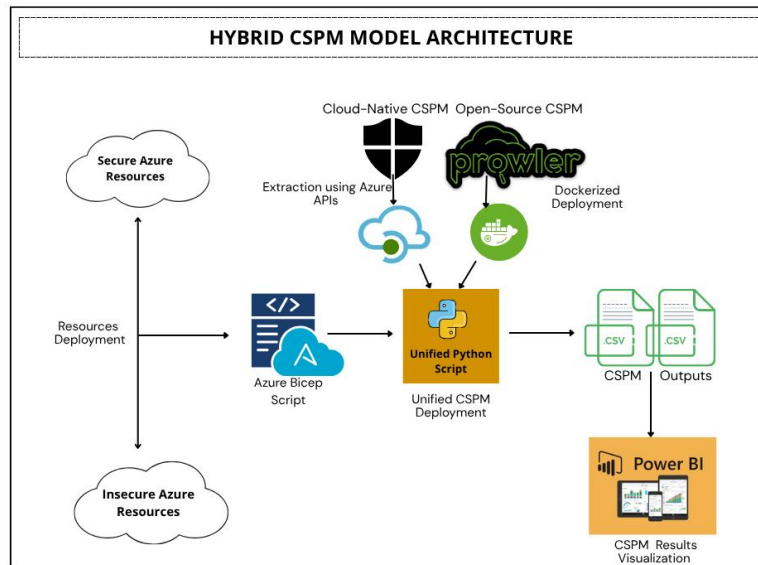 HYBRID CSPM MODEL ARCHITECTURE
Cloud-Native CSPM
Open-Source CSPM
Secure Azure
Resources
prowler
Extraction using Azure
APIs
Dockerized
Deployment
Resources
Deployment
</>
Azure Bicep
Script
Unified Python
Script
Unified CSPM
Deployment
.CSV
.CSV
CSPM
Outputs
Insecure Azure
Resources
Power BI
CSPM Results
Visualization